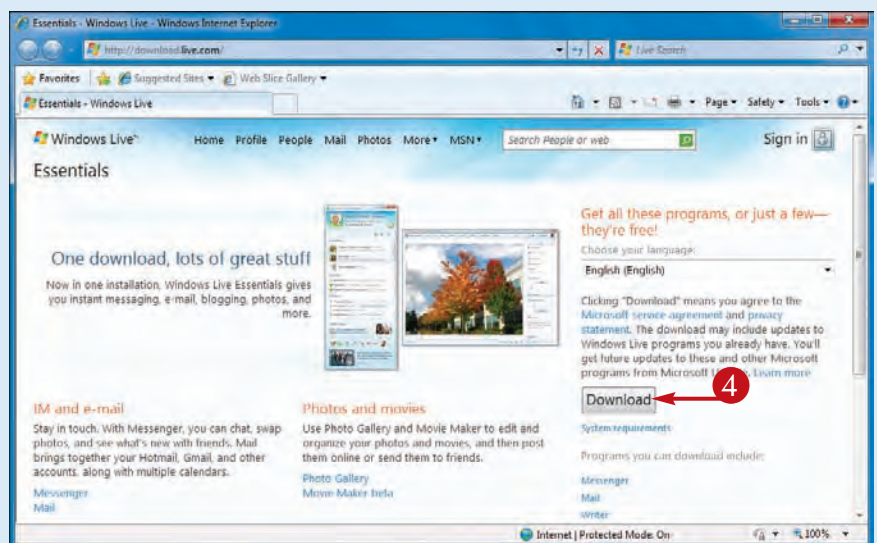 Essentials - Windows Live - Windows Internet Explorer
http://download.live.com/
Live Search
Favorites
Suggested Sites
Web Slice Gallery
Essentials - Windows Live
Page
Safety
Tools
Windows Live™
Home Profile People Mail Photos More MSN
Search People or web
Sign in
Essentials
One download, lots of great stuff
Now in one installation, Windows Live Essentials gives
you instant messaging, e-mail, blogging, photos, and
more.
Get all these programs, or just a few—
they're free!
Choose your language:
English (English)
Clicking "Download" means you agree to the
Microsoft service agreement and privacy
statement. The download may include updates to
Windows Live programs you already have. You'll
get future updates to these and other Microsoft
programs from Microsoft Learn more
Download
4
System requirements
Programs you can download include:
Messenger
Mail
Writer
IM and e-mail
Stay in touch. With Messenger, you can chat, swap
photos, and see what's new with friends. Mail
brings together your Hotmail, Gmail, and other
accounts, along with multiple calendars.
Messenger
Mail
Photos and movies
Use Photo Gallery and Movie Maker to edit and
organize your photos and movies, and then post
them online or send them to friends.
Photo Gallery
Movie Maker beta
Internet | Protected Mode: On
100%